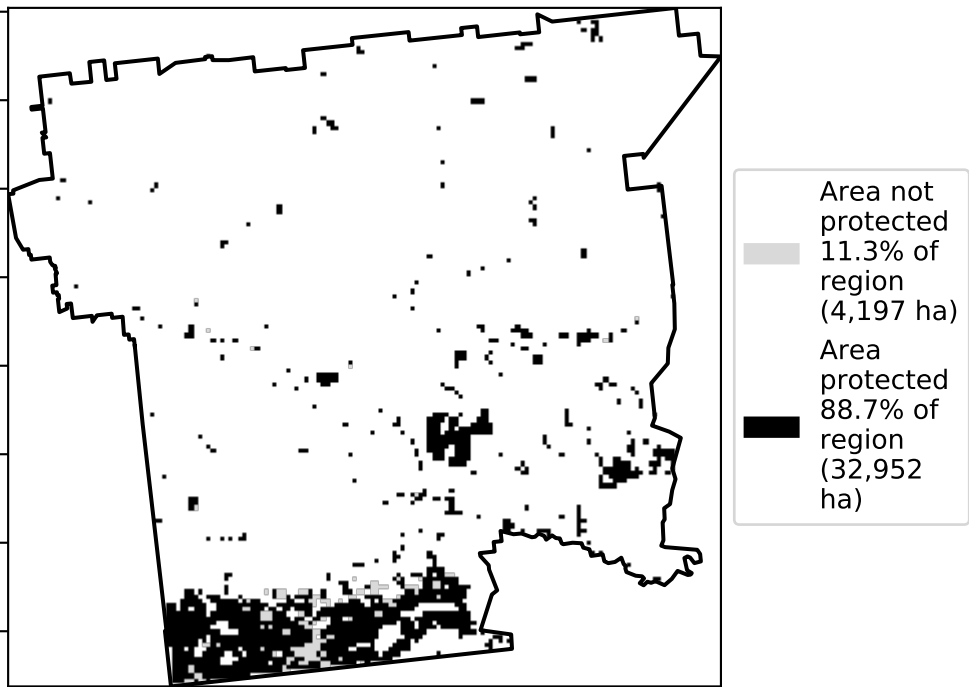 Area not
protected
11.3% of
region
(4,197 ha)
Area
protected
88.7% of
region
(32,952
ha)